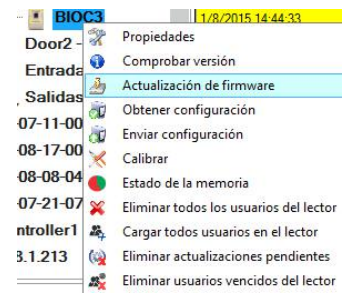 BIOC3
1/8/2015 14:44:33
Door2 -
Entrada
Salidas
07-11-00
08-17-00
08-08-04
07-21-07
ntroller1
8.1.213
Propiedades
Comprobar versión
Actualización de firmware
Obtener configuración
Enviar configuración
Calibrar
Estado de la memoria
Eliminar todos los usuarios del lector
Cargar todos usuarios en el lector
Eliminar actualizaciones pendientes
Eliminar usuarios vencidos del lector